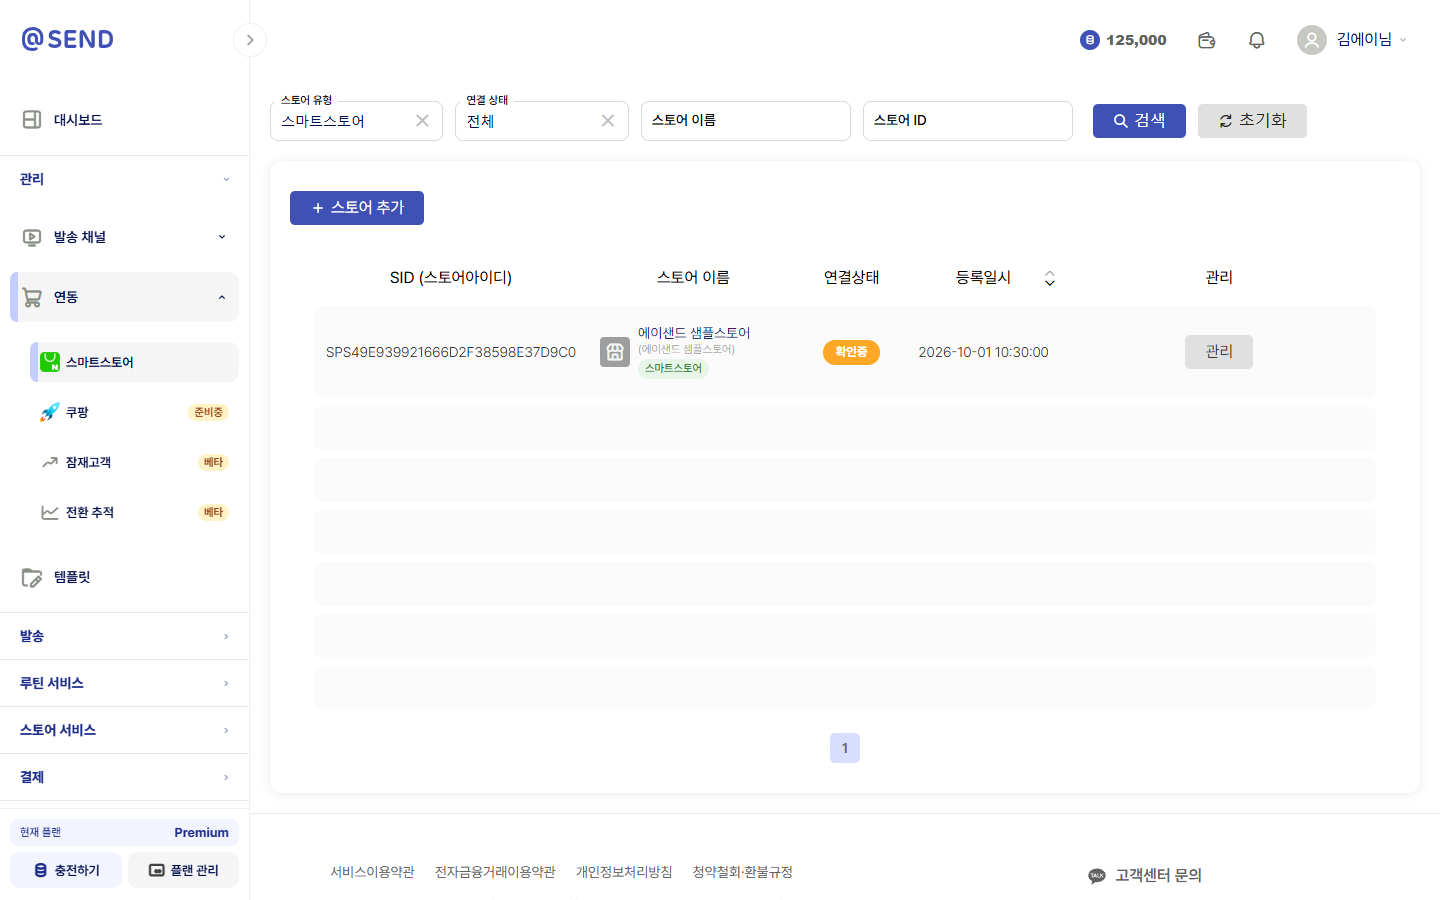 @SEND
125,000
김에이님
대시보드
관리
발송 채널
연동
스마트스토어
쿠팡 준비중
잠재고객 베타
전환 추적 베타
템플릿
발송
루틴 서비스
스토어 서비스
결제
현재 플랜 Premium
충전하기 플랜 관리
스토어 유형 연결 상태
스마트스토어 전체 스토어 이름 스토어 ID 검색 초기화
+ 스토어 추가
SID (스토어아이디) 스토어 이름 연결상태 등록일시 관리
에이샌드 샘플스토어
(에이샌드 샘플스토어)
스마트스토어
SPS49E939921666D2F38598E37D9C0 확인중 2026-10-01 10:30:00 관리
1
서비스이용약관 전자금융거래이용약관 개인정보처리방침 청약철회·환불규정
TALK 고객센터 문의